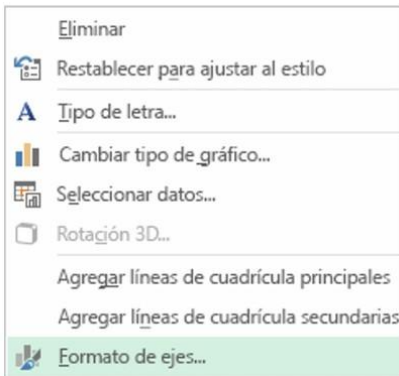 Eliminar
Restablecer para ajustar al estilo
Tipo de letra...
Cambiar tipo de gráfico...
Seleccionar datos...
Rotación 3D...
Agregar líneas de cuadrícula principales
Agregar líneas de cuadrícula secundarias
Formato de ejes...